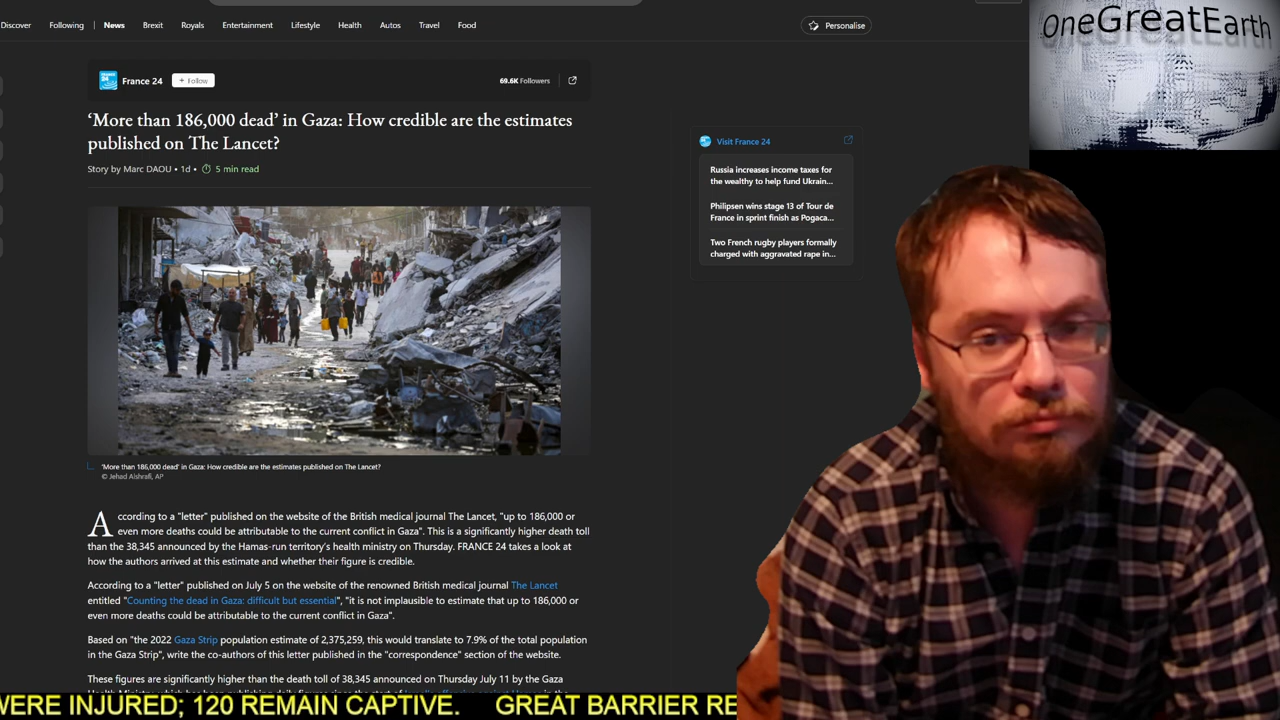 Discover Following News Brexit Royals Entertainment Lifestyle Health Autos Travel Food
Personalise
OneGreatEarth
France 24
+ Follow
69.6K Followers
‘More than 186,000 dead’ in Gaza: How credible are the estimates
published on The Lancet?
Story by Marc DAOU • 1d • 5 min read
‘More than 186,000 dead’ in Gaza: How credible are the estimates published on The Lancet?
© Jehad Alshrafi, AP
According to a "letter" published on the website of the British medical journal The Lancet, "up to 186,000 or
even more deaths could be attributable to the current conflict in Gaza". This is a significantly higher death toll
than the 38,345 announced by the Hamas-run territory's health ministry on Thursday. FRANCE 24 takes a look at
how the authors arrived at this estimate and whether their figure is credible.
According to a "letter" published on July 5 on the website of the renowned British medical journal The Lancet
entitled "Counting the dead in Gaza: difficult but essential", "it is not implausible to estimate that up to 186,000 or
even more deaths could be attributable to the current conflict in Gaza".
Based on "the 2022 Gaza Strip population estimate of 2,375,259, this would translate to 7.9% of the total population
in the Gaza Strip", write the co-authors of this letter published in the "correspondence" section of the website.
These figures are significantly higher than the death toll of 38,345 announced on Thursday July 11 by the Gaza
Visit France 24
Russia increases income taxes for
the wealthy to help fund Ukrain...
Philipsen wins stage 13 of Tour de
France in sprint finish as Pogaca...
Two French rugby players formally
charged with aggravated rape in...
WERE INJURED; 120 REMAIN CAPTIVE. GREAT BARRIER RE